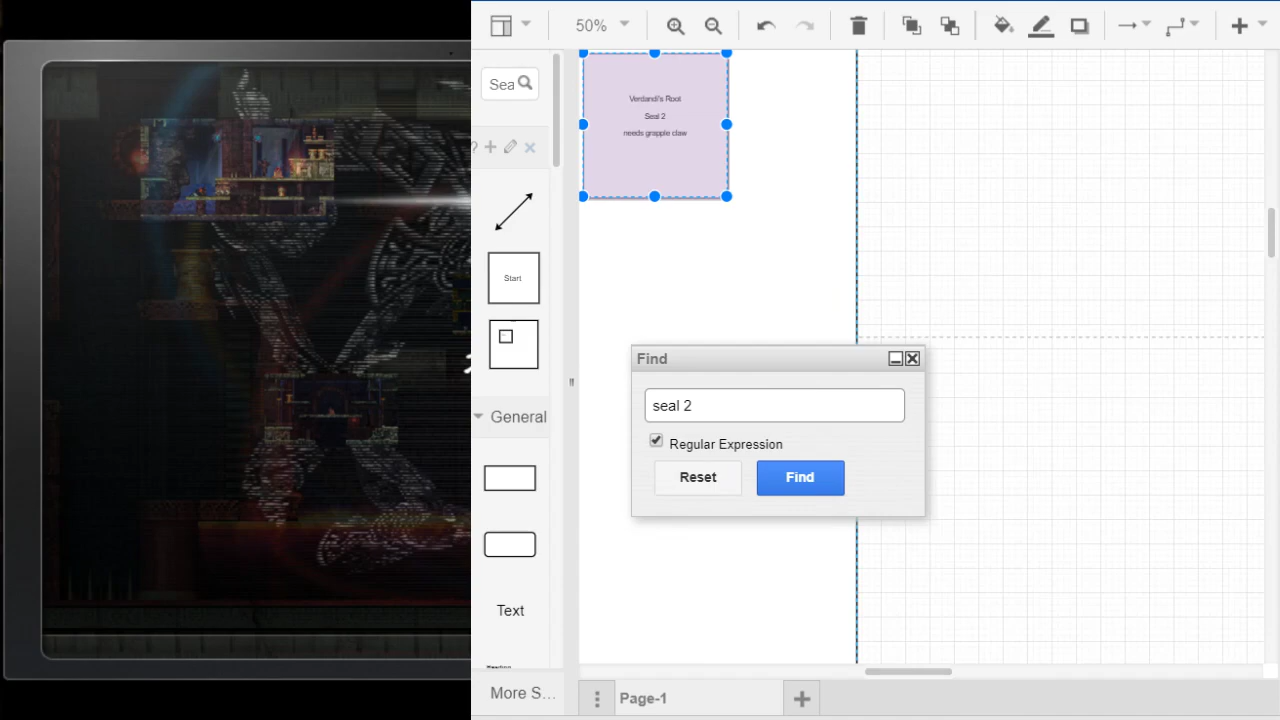 50%
Sea
Verdandi's Root
Seal 2
needs grapple claw
?
Start
Find
seal 2
Regular Expression
General
Reset
Find
Text
Heading
More S...
Page-1